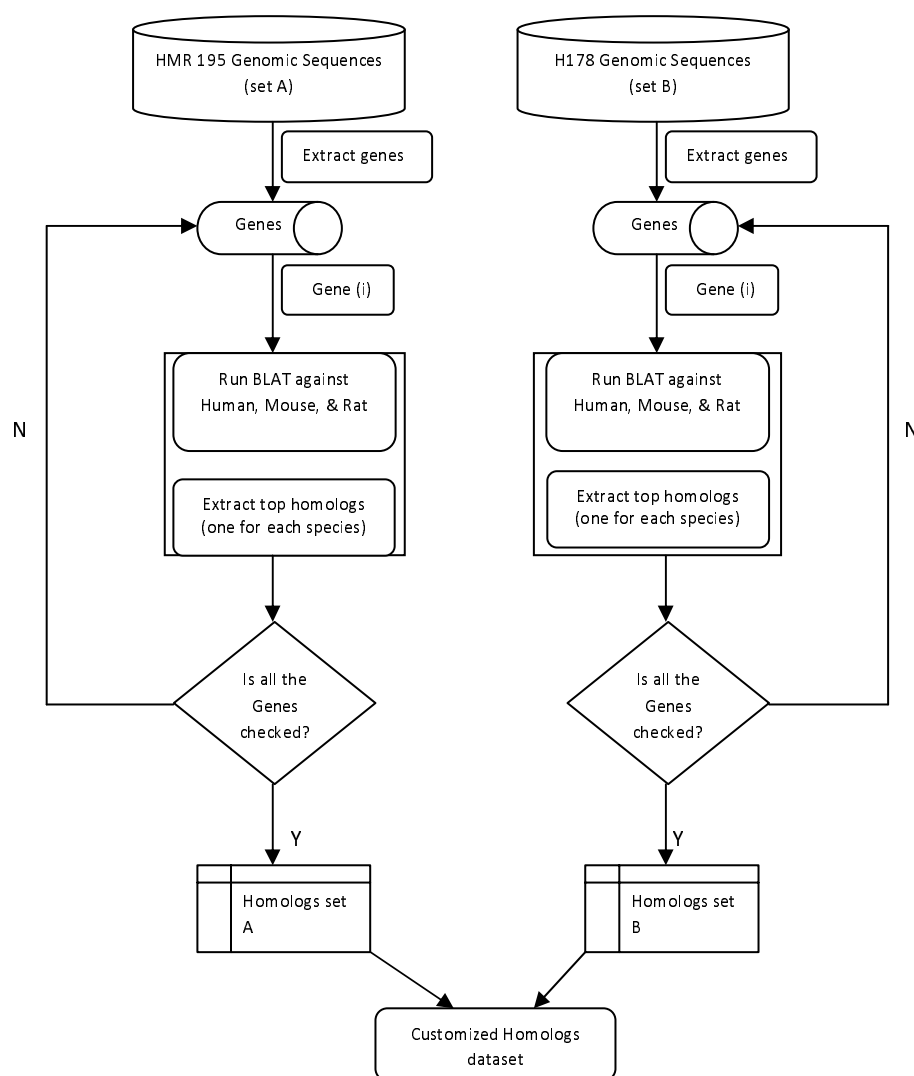 HMR 195 Genomic Sequences
(set A)
Extract genes
Genes
Gene (i)
Run BLAT against
Human, Mouse, & Rat
Extract top homologs
(one for each species)
N
Is all the
Genes
checked?
Y
Homologs set
A
H178 Genomic Sequences
(set B)
Extract genes
Genes
Gene (i)
Run BLAT against
Human, Mouse, & Rat
Extract top homologs
(one for each species)
N
Is all the
Genes
checked?
Y
Homologs set
B
Customized Homologs
dataset